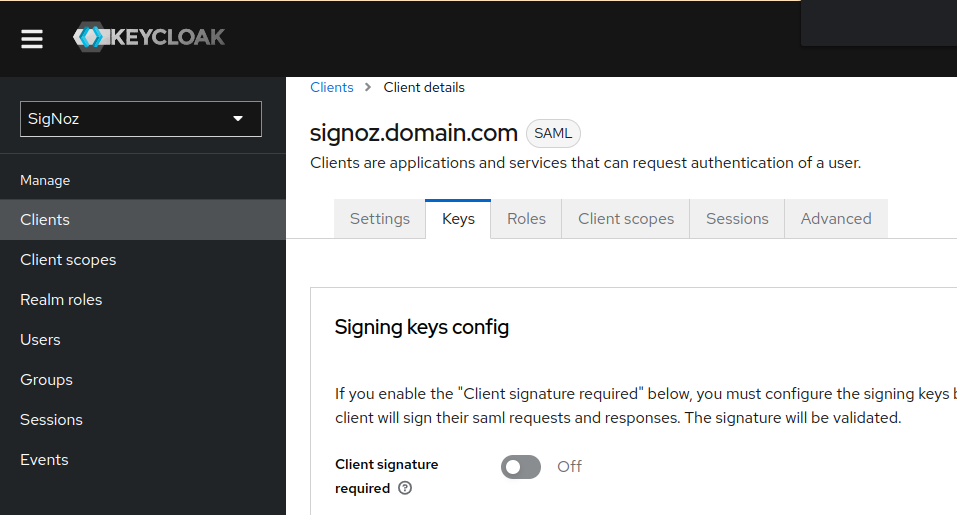 KEYCLOAK
SigNoz
Manage
Clients
Client scopes
Realm roles
Users
Groups
Sessions
Events
Clients > Client details
signoz.domain.com SAML
Clients are applications and services that can request authentication of a user.
Settings Keys Roles Client scopes Sessions Advanced
Signing keys config
If you enable the "Client signature required" below, you must configure the signing keys
client will sign their saml requests and responses. The signature will be validated.
Client signature
required ?
Off